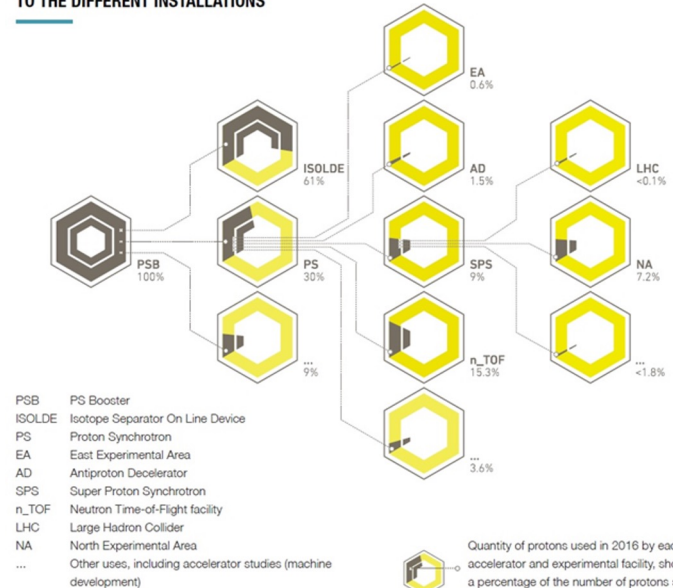 TO THE DIFFERENT INSTALLATIONS
EA
0.6%
ISOLDE
61%
AD
1.5%
LHC
<0.1%
PSB
100%
PS
30%
SPS
9%
NA
7.2%
...
9%
n_TOF
15.3%
...
<1.8%
...
3.6%
PSB PS Booster
ISOLDE Isotope Separator On Line Device
PS Proton Synchrotron
EA East Experimental Area
AD Antiproton Decelerator
SPS Super Proton Synchrotron
n_TOF Neutron Time-of-Flight facility
LHC Large Hadron Collider
NA North Experimental Area
... Other uses, including accelerator studies (machine
development)
Quantity of protons used in 2016 by
accelerator and experimental facility,
a percentage of the number of protons